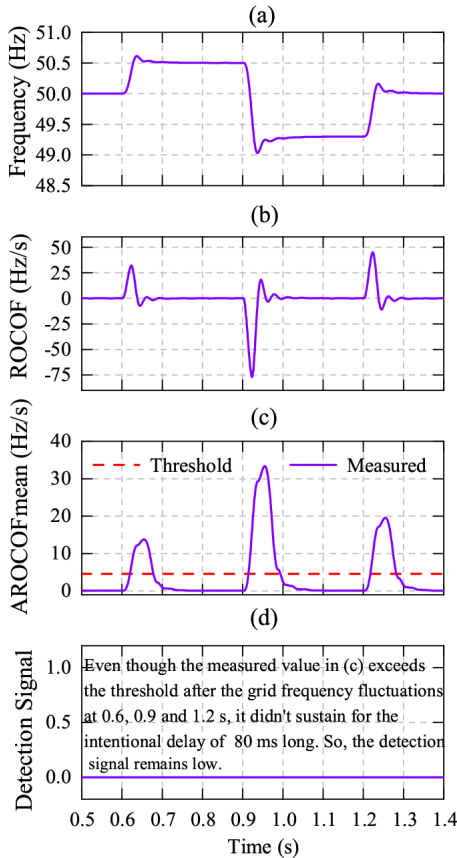 (a)
Frequency (Hz)
51.0
50.5
50.0
49.5
49.0
48.5
(b)
ROCOF (Hz/s)
50
25
0
-25
-50
-75
(c)
AROCOFmean (Hz/s)
40
30
20
10
0
Threshold
Measured
(d)
Detection Signal
1.0
0.5
0.0
Even though the measured value in (c) exceeds
the threshold after the grid frequency fluctuations
at 0.6, 0.9 and 1.2 s, it didn't sustain for the
intentional delay of 80 ms long. So, the detection
signal remains low.
0.5 0.6 0.7 0.8 0.9 1.0 1.1 1.2 1.3 1.4
Time (s)